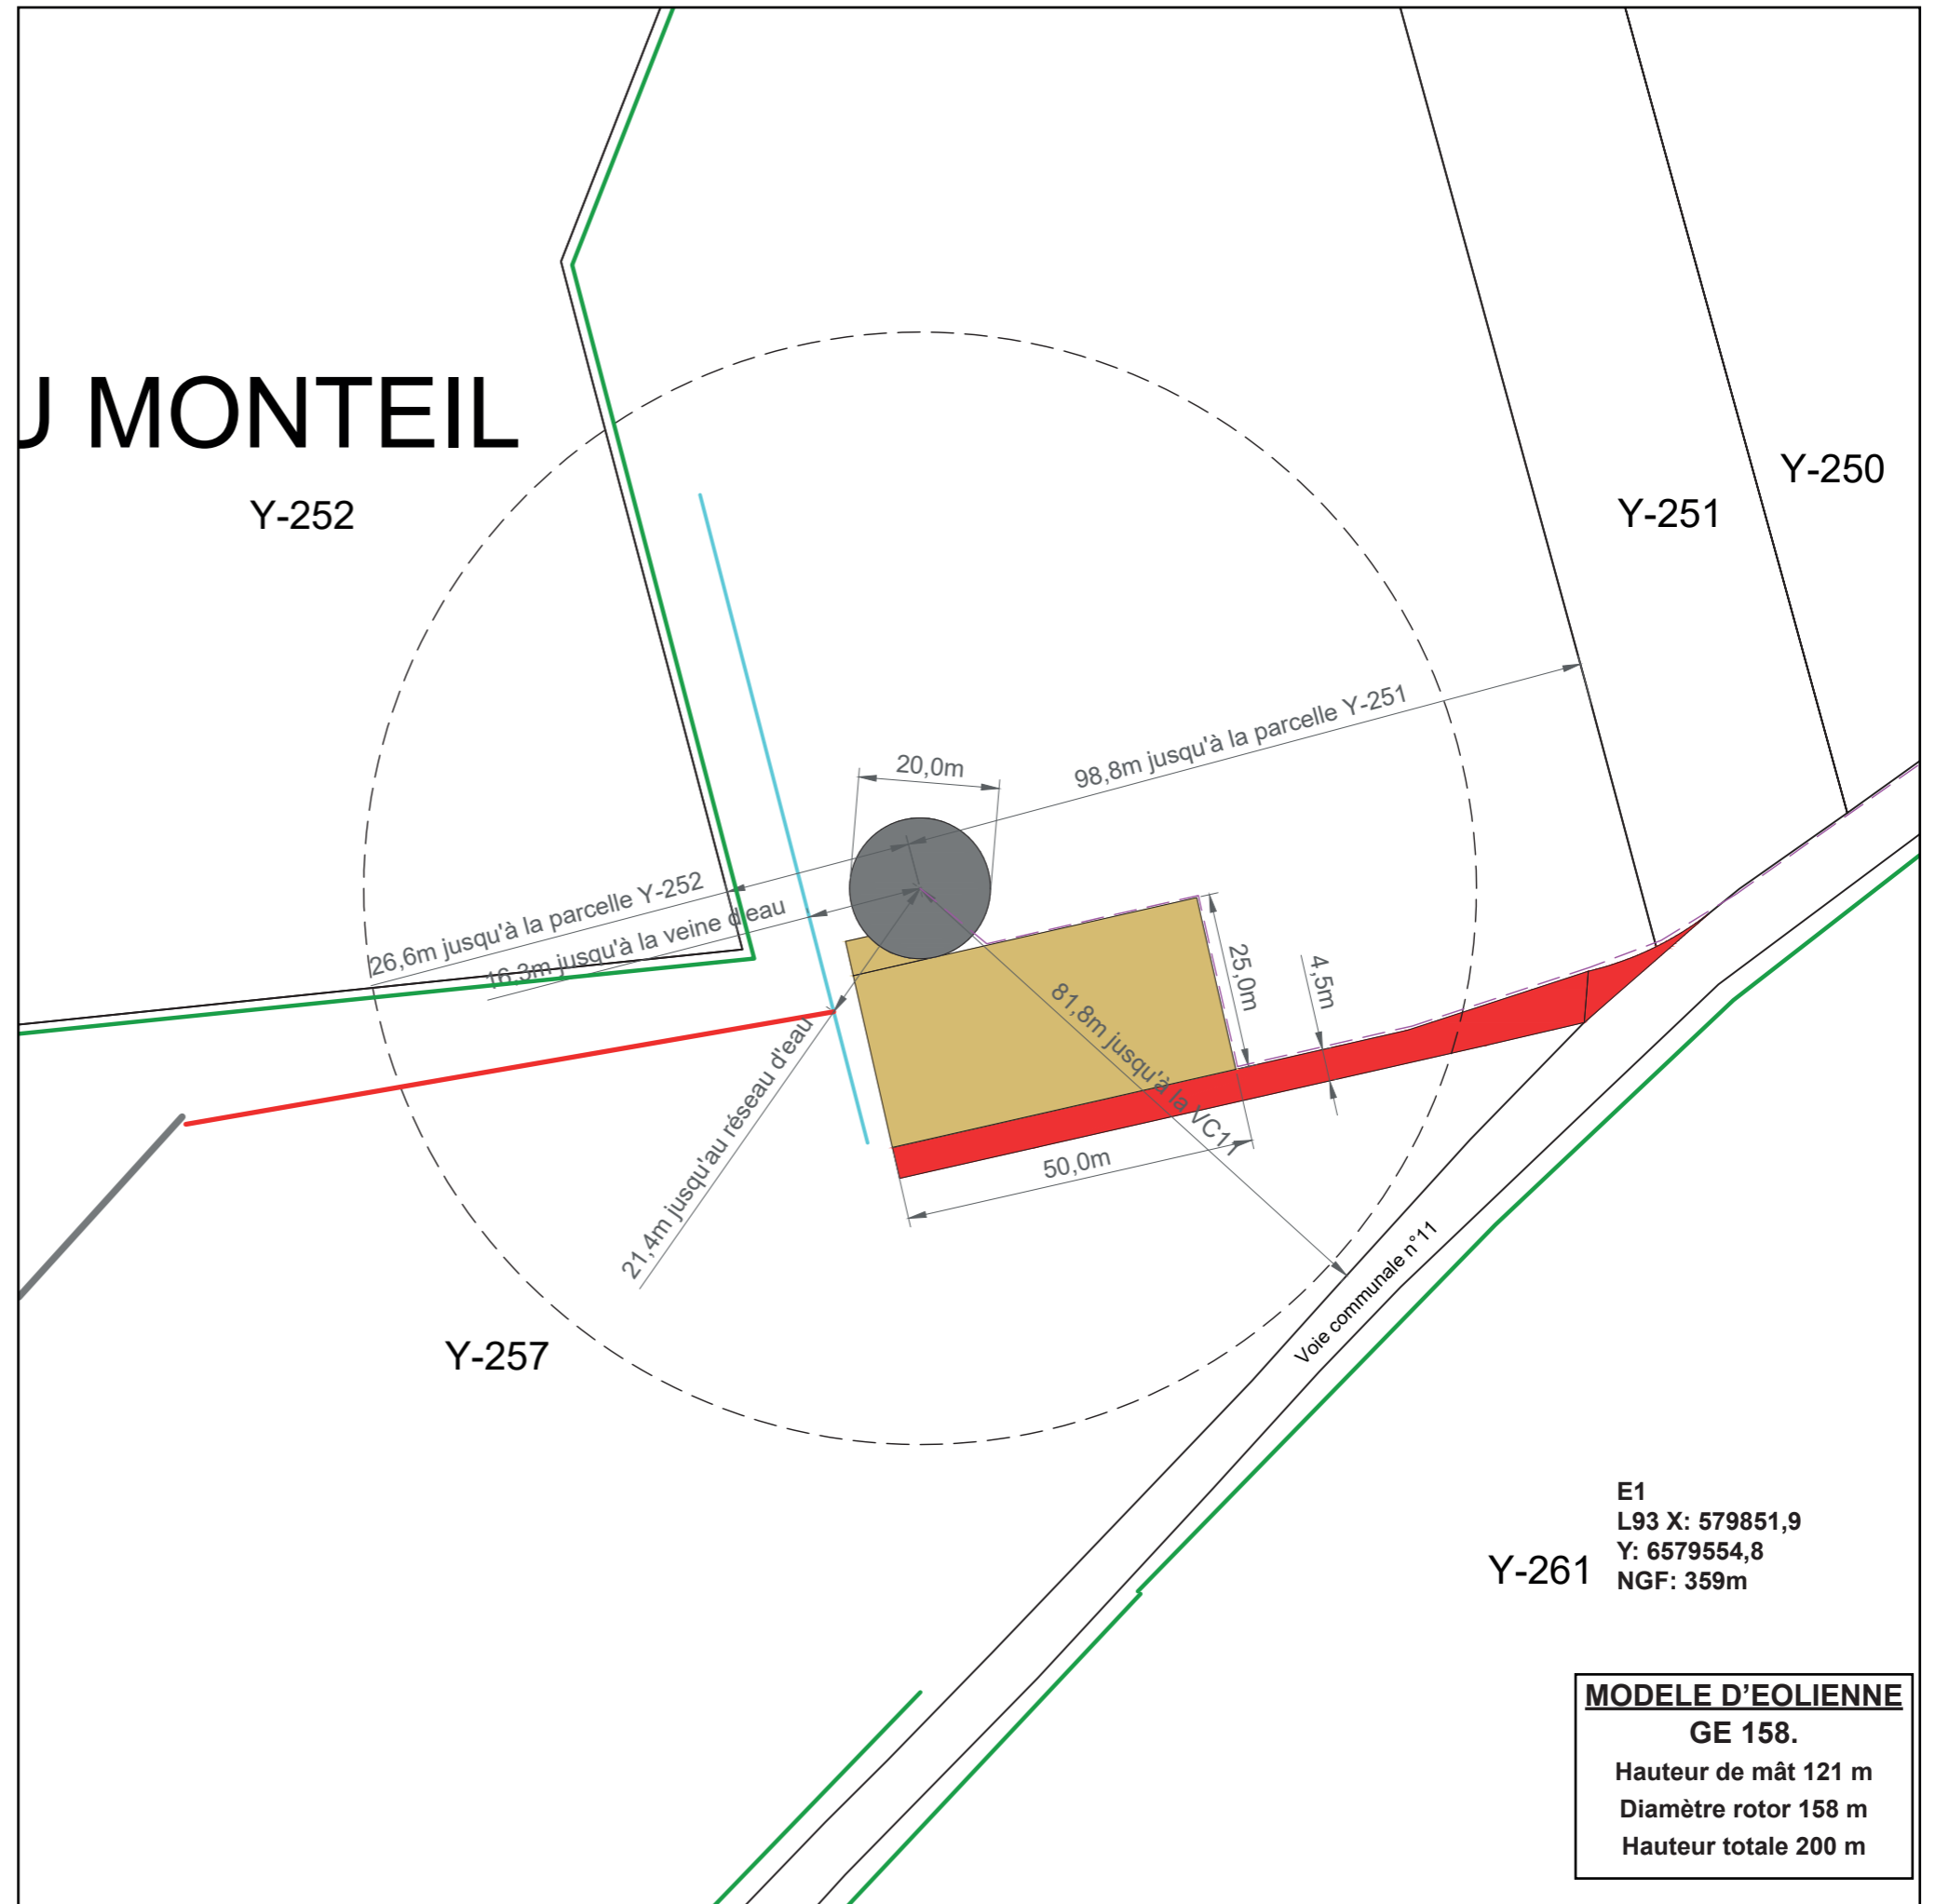 U MONTEIL
Y-252
Y-250
Y-251
98,8m jusqu'à la parcelle Y-251
20,0m
26,6m jusqu'à la parcelle Y-252
16,3m jusqu'à la veine d'eau
25,0m
4,5m
81,8m jusqu'à la VC11
21,4m jusqu'au réseau d'eau
50,0m
Voie communale n°11
Y-257
Y-261
E1
L93 X: 579851,9
Y: 6579554,8
NGF: 359m
MODELE D'EOLIENNE
GE 158.
Hauteur de mât 121 m
Diamètre rotor 158 m
Hauteur totale 200 m